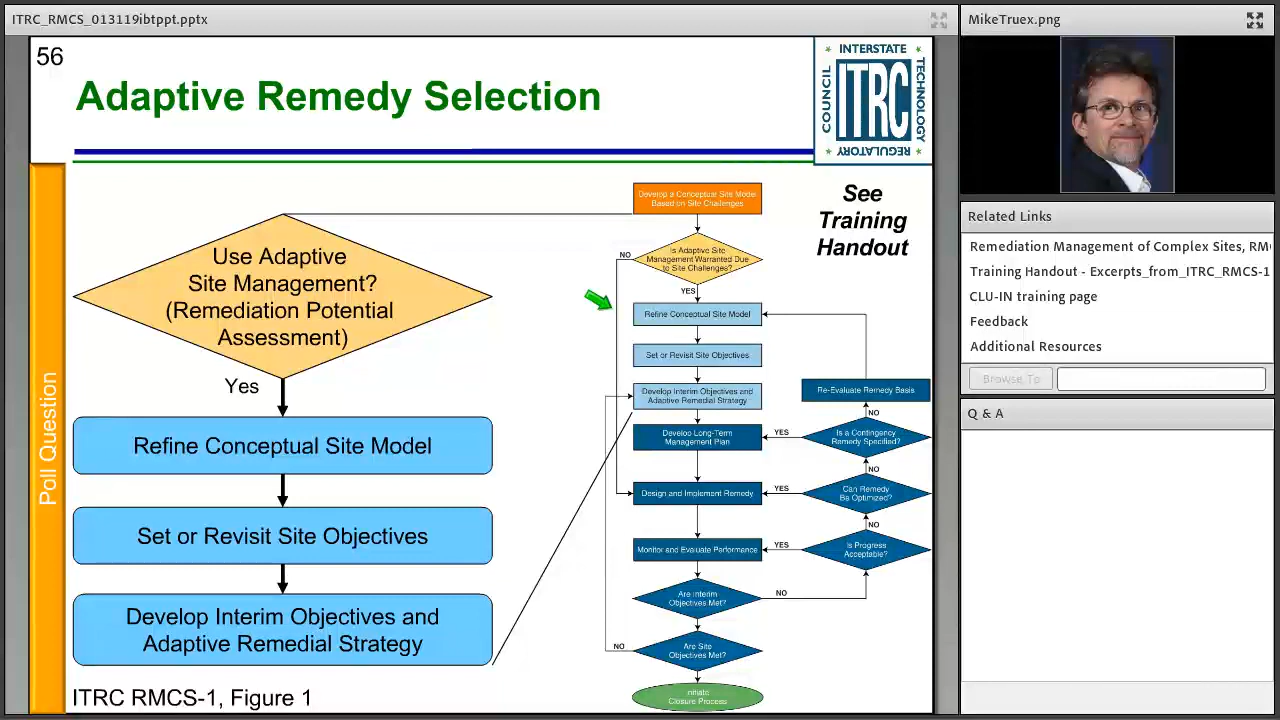 ITRC_RMCS_013119ibtppt.pptx
56
Adaptive Remedy Selection
INTERSTATE
TECHNOLOGY
REGULATORY
COUNCIL
ITRC
Poll Question
Use Adaptive
Site Management?
(Remediation Potential
Assessment)
Yes
Refine Conceptual Site Model
Set or Revisit Site Objectives
Develop Interim Objectives and
Adaptive Remedial Strategy
ITRC RMCS-1, Figure 1
Develop a Conceptual Site Model
Based on Site Challenges
Is Adaptive Site
Management Warranted Due
to Site Challenges?
NO
YES
Refine Conceptual Site Model
Set or Revisit Site Objectives
Develop Interim Objectives and
Adaptive Remedial Strategy
Develop Long-Term
Management Plan
Design and Implement Remedy
Monitor and Evaluate Performance
Are Interim
Objectives Met?
NO
Are Site
Objectives Met?
NO
Initiate
Closure Process
Re-Evaluate Remedy Basis
NO
Is a Contingency
Remedy Specified?
YES
NO
Can Remedy
Be Optimized?
YES
NO
Is Progress
Acceptable?
YES
See
Training
Handout
MikeTruex.png
Related Links
Remediation Management of Complex Sites, RM
Training Handout - Excerpts_from_ITRC_RMCS-1
CLU-IN training page
Feedback
Additional Resources
Browse To
Q & A